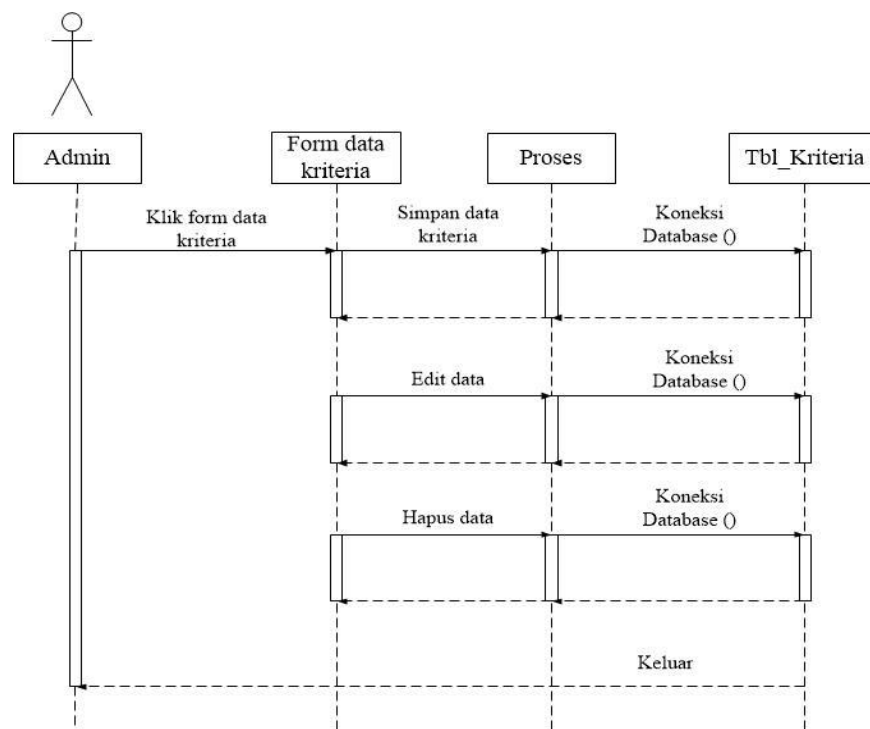 Admin
Form data
kriteria
Proses
Tbl_Kriteria
Klik form data
kriteria
Simpan data
kriteria
Koneksi
Database ()
Edit data
Koneksi
Database ()
Hapus data
Koneksi
Database ()
Keluar